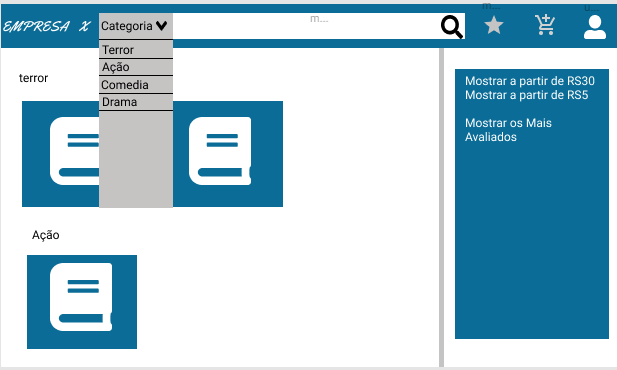 m...
u...
m...
EMPRESA X
Categoria
Terror
Ação
Comedia
Drama
terror
Ação
Mostrar a partir de RS30
Mostrar a partir de RS5
Mostrar os Mais
Avaliados